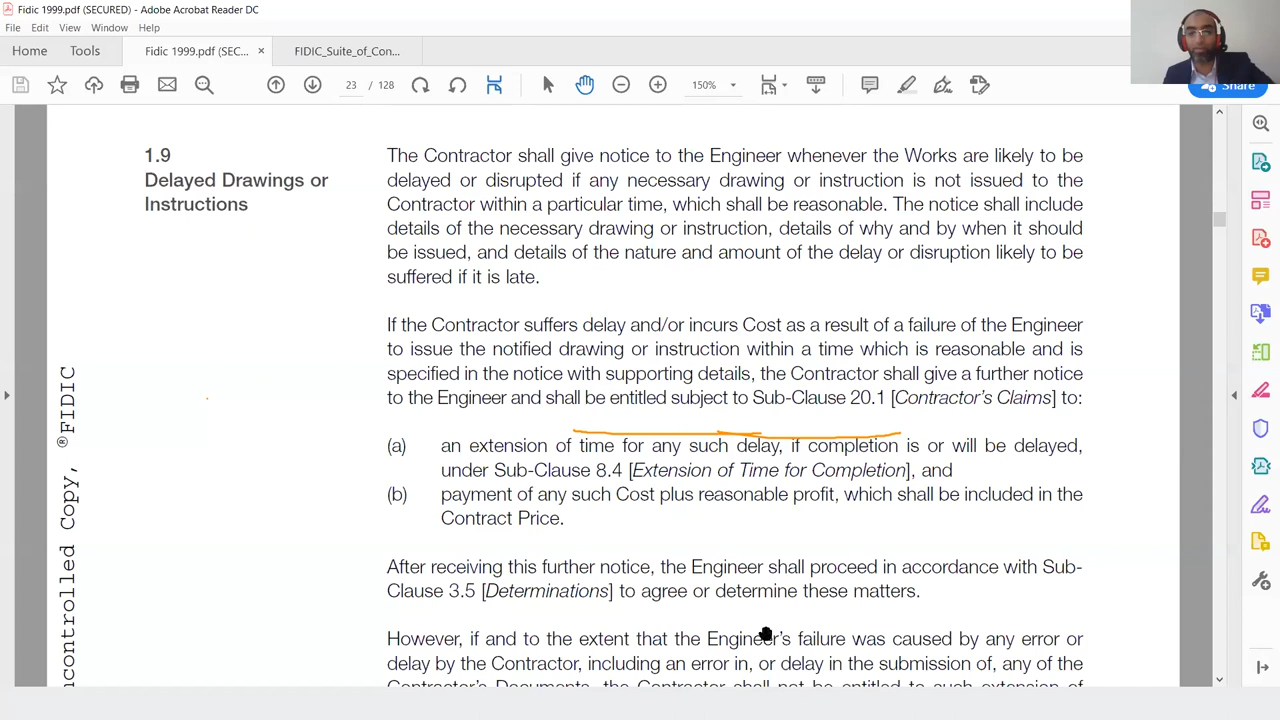 Fidic 1999.pdf (SECURED) - Adobe Acrobat Reader DC
File Edit View Window Help
Home Tools Fidic 1999.pdf (SEC... × FIDIC_Suite_of_Con...
23 / 128 150% Share
1.9
Delayed Drawings or
Instructions
The Contractor shall give notice to the Engineer whenever the Works are likely to be
delayed or disrupted if any necessary drawing or instruction is not issued to the
Contractor within a particular time, which shall be reasonable. The notice shall include
details of the necessary drawing or instruction, details of why and by when it should
be issued, and details of the nature and amount of the delay or disruption likely to be
suffered if it is late.
If the Contractor suffers delay and/or incurs Cost as a result of a failure of the Engineer
to issue the notified drawing or instruction within a time which is reasonable and is
specified in the notice with supporting details, the Contractor shall give a further notice
to the Engineer and shall be entitled subject to Sub-Clause 20.1 [Contractor's Claims] to:
(a) an extension of time for any such delay, if completion is or will be delayed,
under Sub-Clause 8.4 [Extension of Time for Completion], and
(b) payment of any such Cost plus reasonable profit, which shall be included in the
Contract Price.
After receiving this further notice, the Engineer shall proceed in accordance with Sub-
Clause 3.5 [Determinations] to agree or determine these matters.
However, if and to the extent that the Engineer's failure was caused by any error or
delay by the Contractor, including an error in, or delay in the submission of, any of the
Contractor's Documents, the Contractor shall not be entitled to such extension of
ncontrolled Copy, ®FIDIC